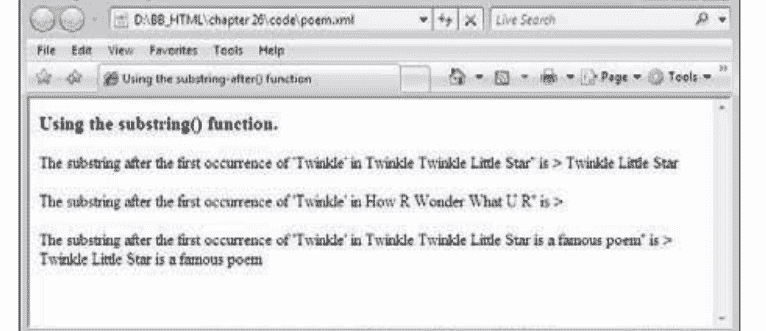 D:\BB_HTML\chapter 26\code\poem.xml Live Search
File Edit View Favorites Tools Help
Using the substring-after() function Page Tools »
Using the substring() function.
The substring after the first occurrence of 'Twinkle' in Twinkle Twinkle Little Star" is > Twinkle Little Star
The substring after the first occurrence of 'Twinkle' in How R Wonder What U R" is >
The substring after the first occurrence of 'Twinkle' in Twinkle Twinkle Little Star is a famous poem" is >
Twinkle Little Star is a famous poem